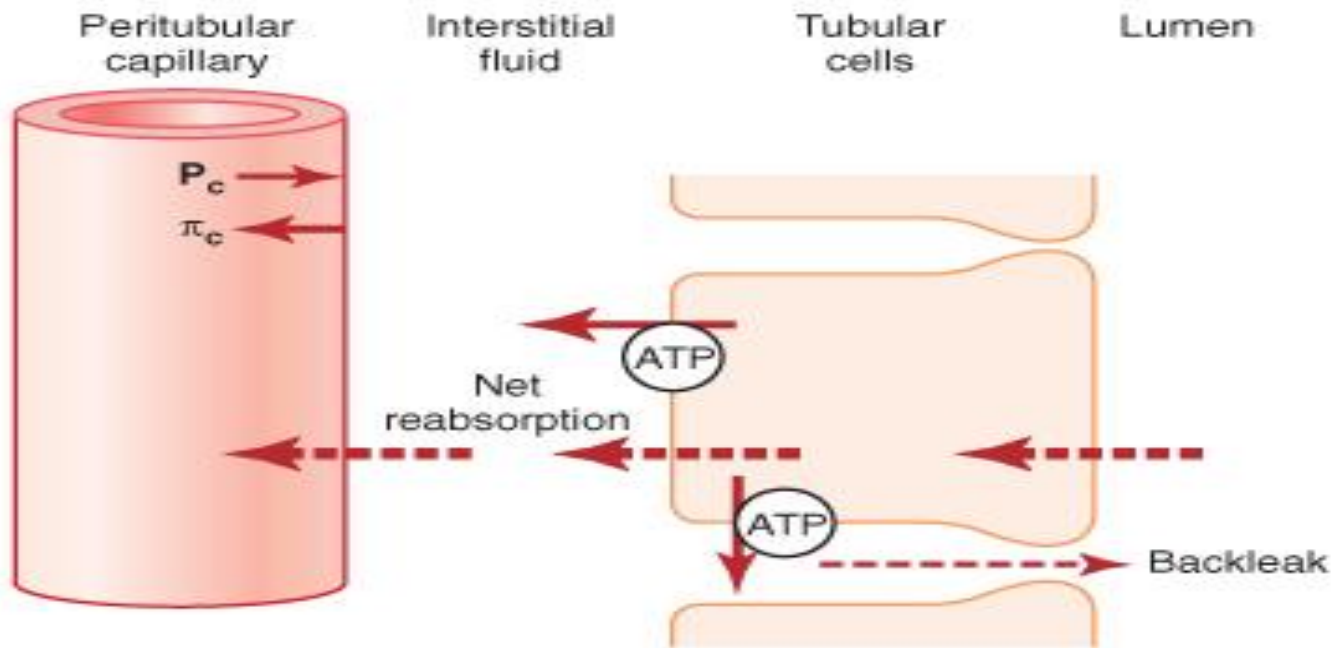 Peritubular
capillary
Interstitial
fluid
Tubular
cells
Lumen
Pc
πc
ATP
Net
reabsorption
ATP
Backleak